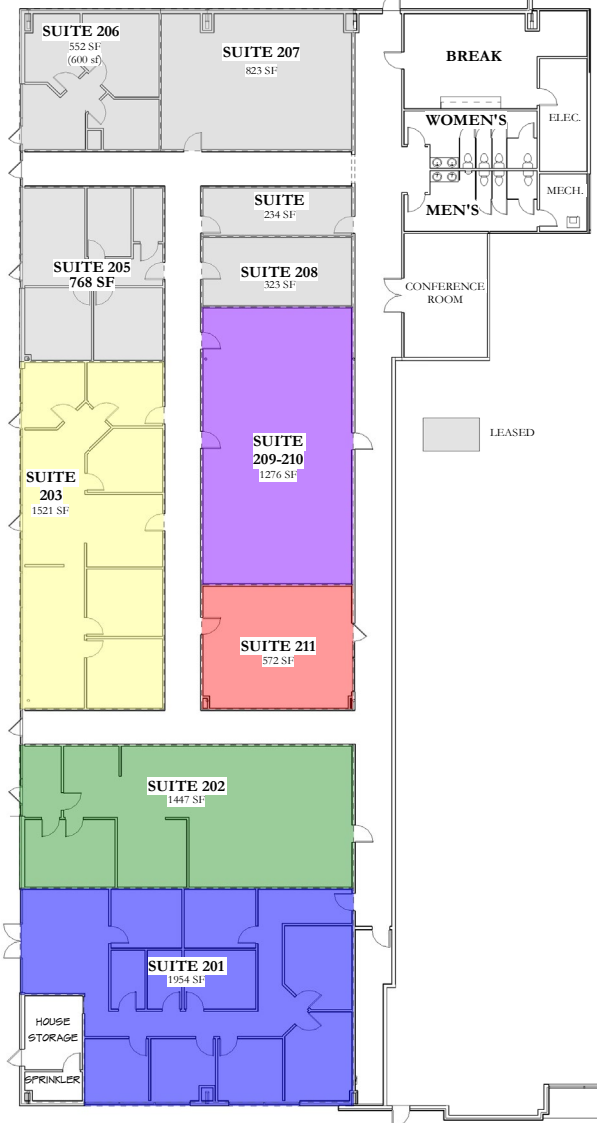 SUITE 206
552 SF
(600 sf)
SUITE 207
823 SF
BREAK
WOMEN'S
ELEC.
MEN'S
MECH.
SUITE
234 SF
SUITE 205
768 SF
SUITE 208
323 SF
CONFERENCE
ROOM
LEASED
SUITE
209-210
1276 SF
SUITE
203
1521 SF
SUITE 211
572 SF
SUITE 202
1447 SF
SUITE 201
1954 SF
HOUSE
STORAGE
SPRINKLER